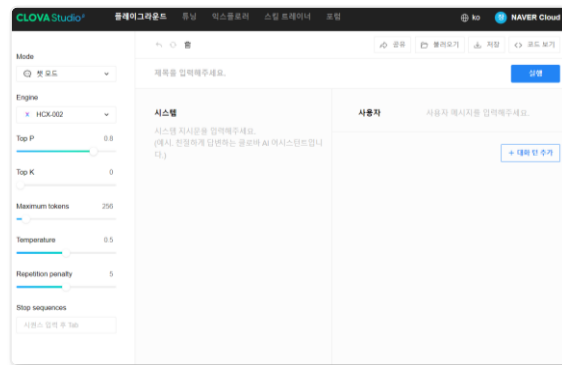 CLOVA Studio 플레이그라운드 튜닝 익스플로러 스킬 트레이너 포럼 ko NAVER Cloud
공유 불러오기 저장 코드 보기
Mode
챗 모드
제목을 입력해주세요. 실행
Engine
HCX-002
시스템 사용자 사용자 메시지를 입력해주세요.
시스템 지시문을 입력해주세요.
(예시. 친절하게 답변하는 클로바 AI 어시스턴트입니
다.)
+ 대화 턴 추가
Top P 0.8
Top K 0
Maximum tokens 256
Temperature 0.5
Repetition penalty 5
Stop sequences
시퀀스 입력 후 Tab